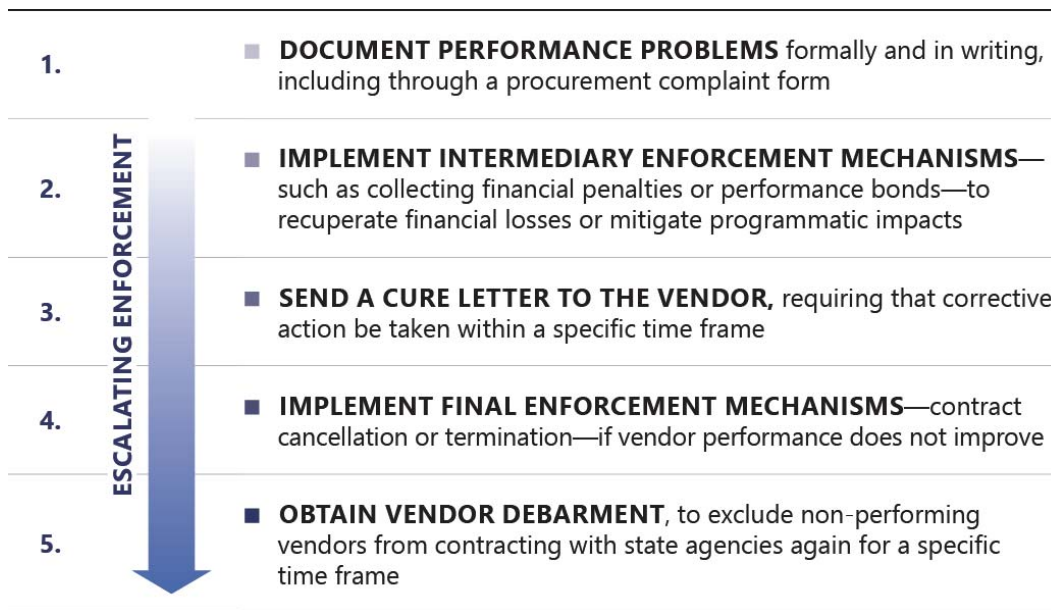 1.
DOCUMENT PERFORMANCE PROBLEMS formally and in writing,
including through a procurement complaint form
ESCALATING ENFORCEMENT
2.
IMPLEMENT INTERMEDIARY ENFORCEMENT MECHANISMS—
such as collecting financial penalties or performance bonds—to
recuperate financial losses or mitigate programmatic impacts
3.
SEND A CURE LETTER TO THE VENDOR, requiring that corrective
action be taken within a specific time frame
4.
IMPLEMENT FINAL ENFORCEMENT MECHANISMS—contract
cancellation or termination—if vendor performance does not improve
5.
OBTAIN VENDOR DEBARMENT, to exclude non-performing
vendors from contracting with state agencies again for a specific
time frame